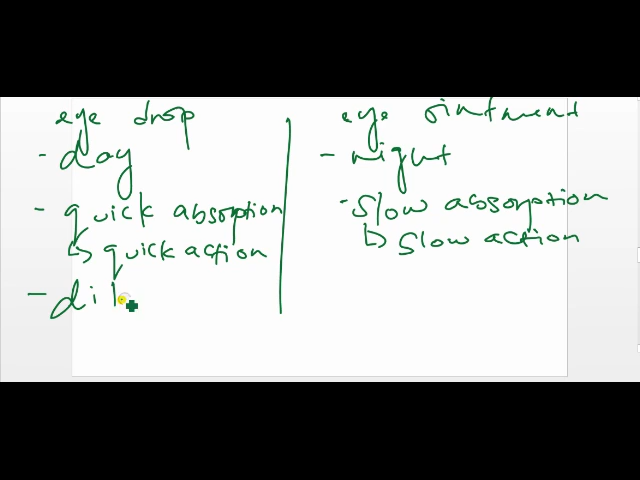 eye drop
- day
- quick absorption
↳ quick action
- dil
eye ointment
- night
- slow absorption
↳ slow action